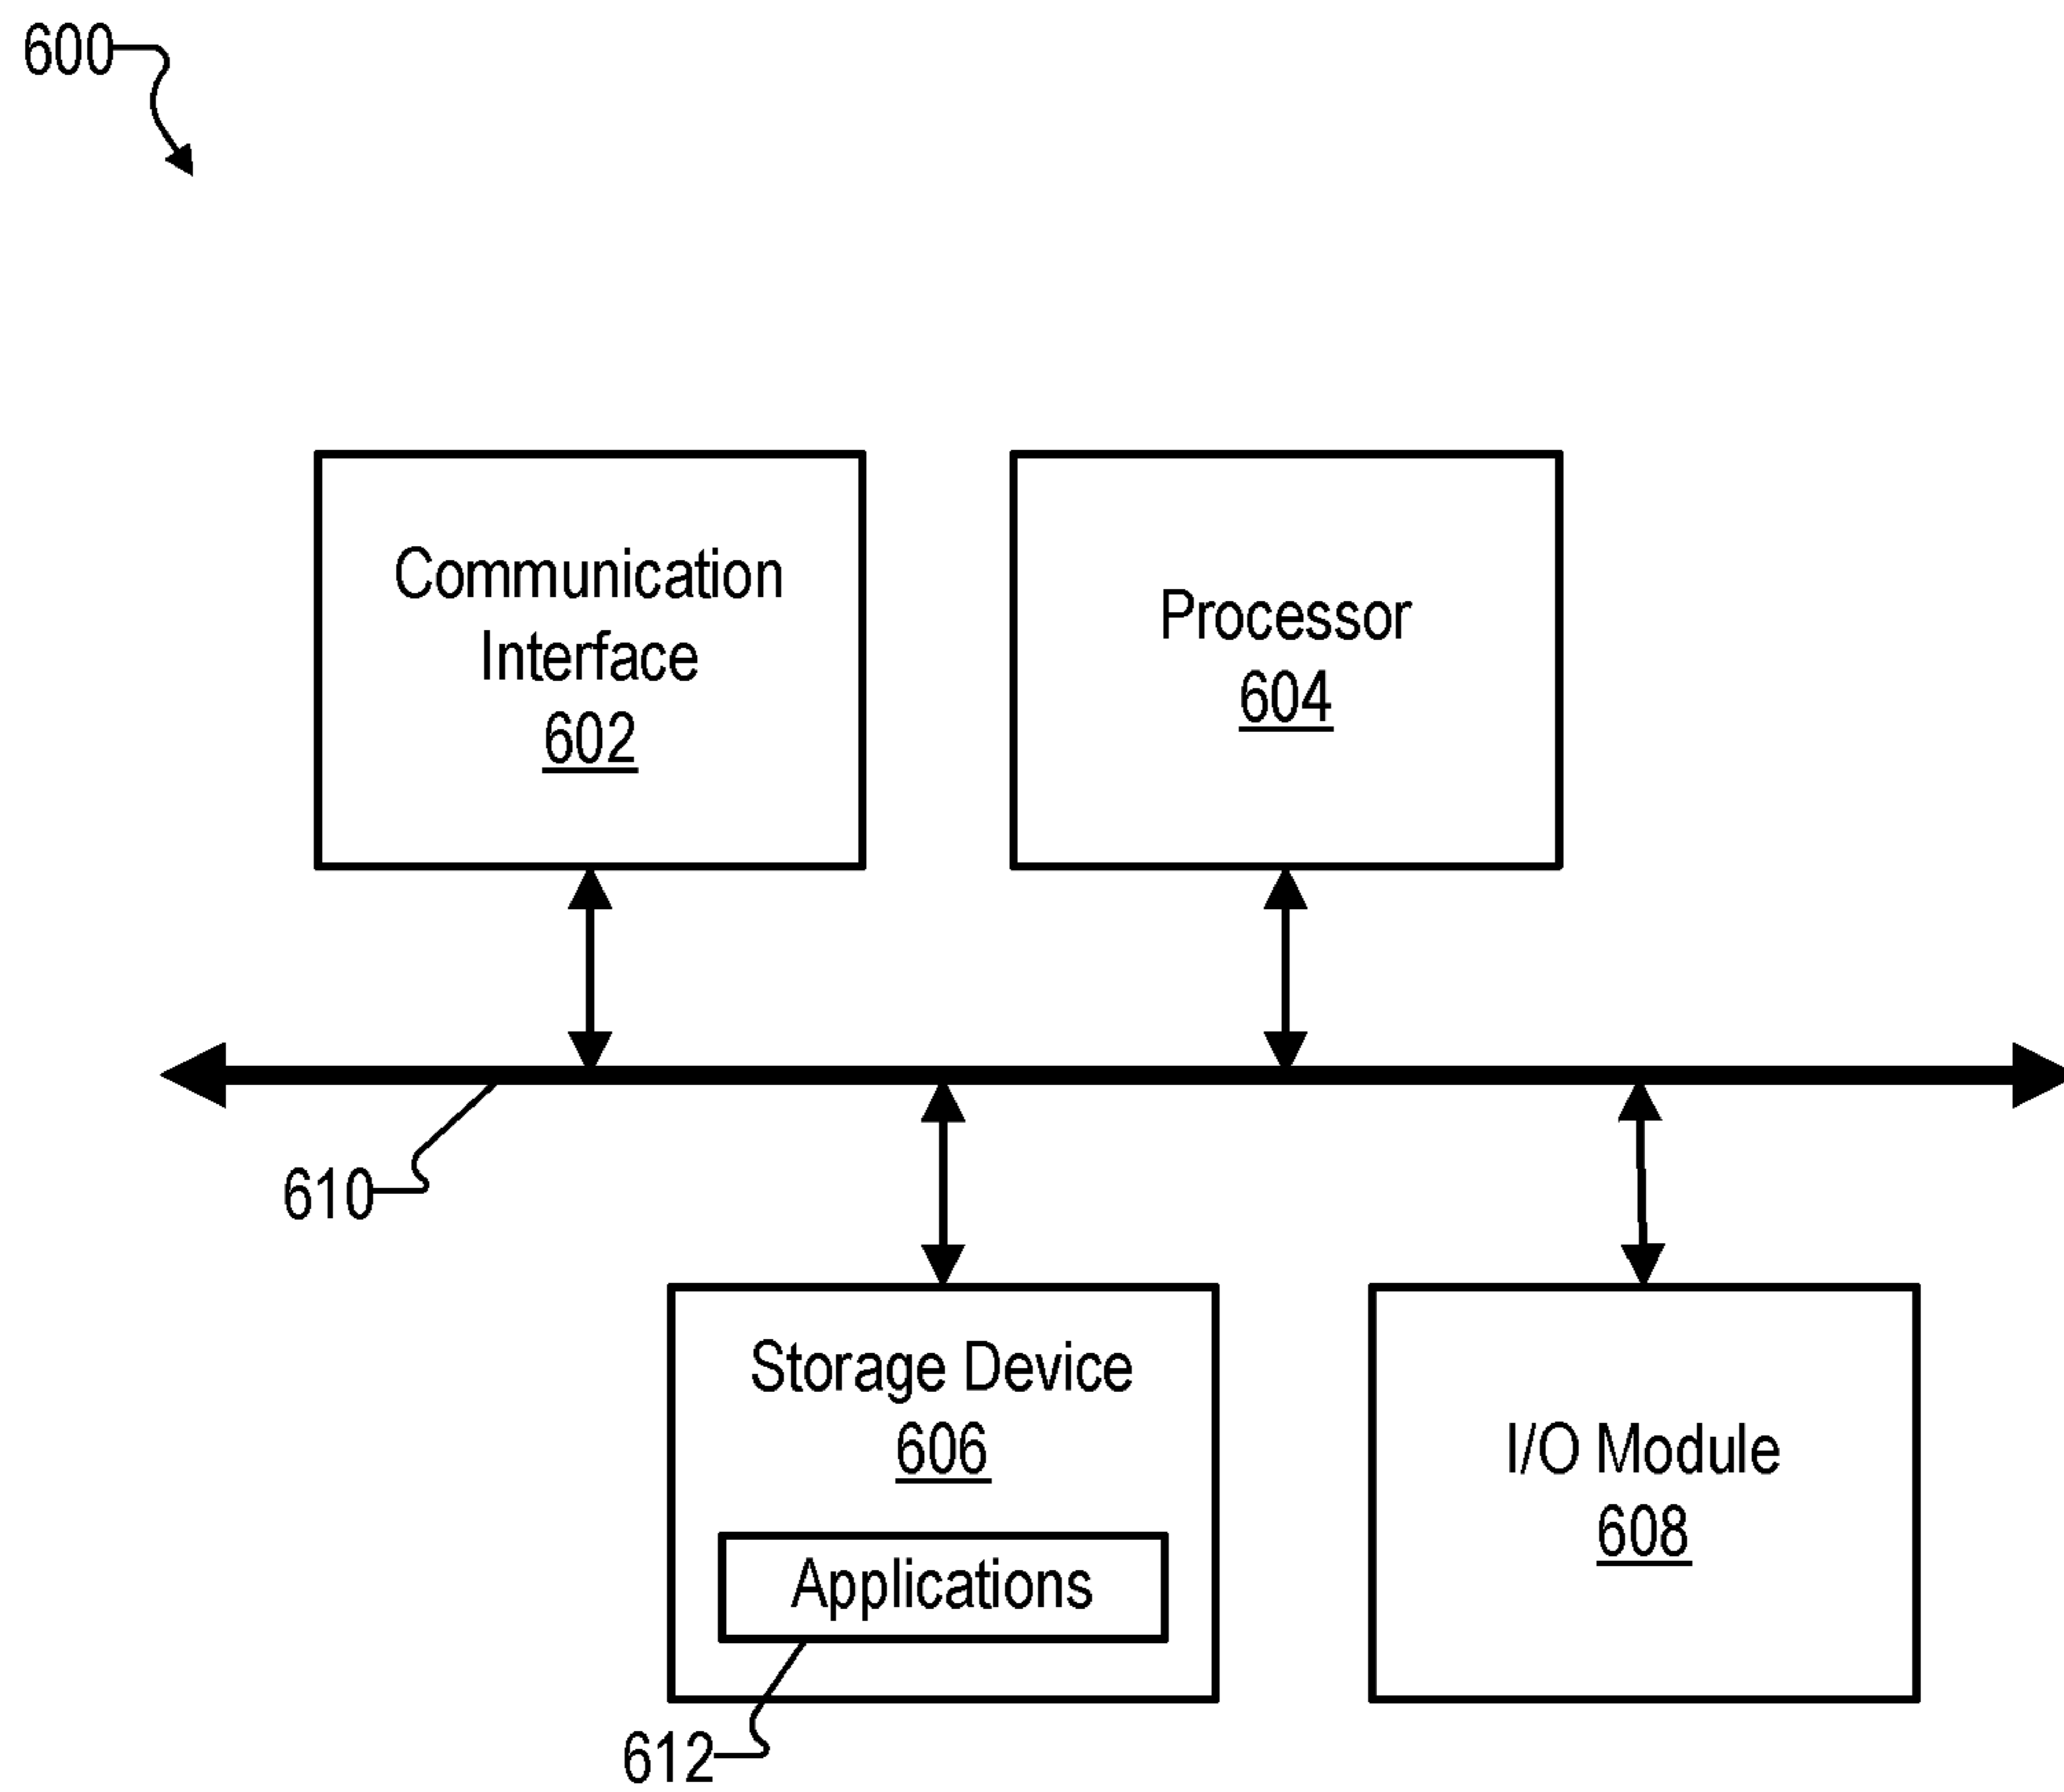 600
Communication
Interface
602
Processor
604
610
Storage Device
606
Applications
612
I/O Module
608